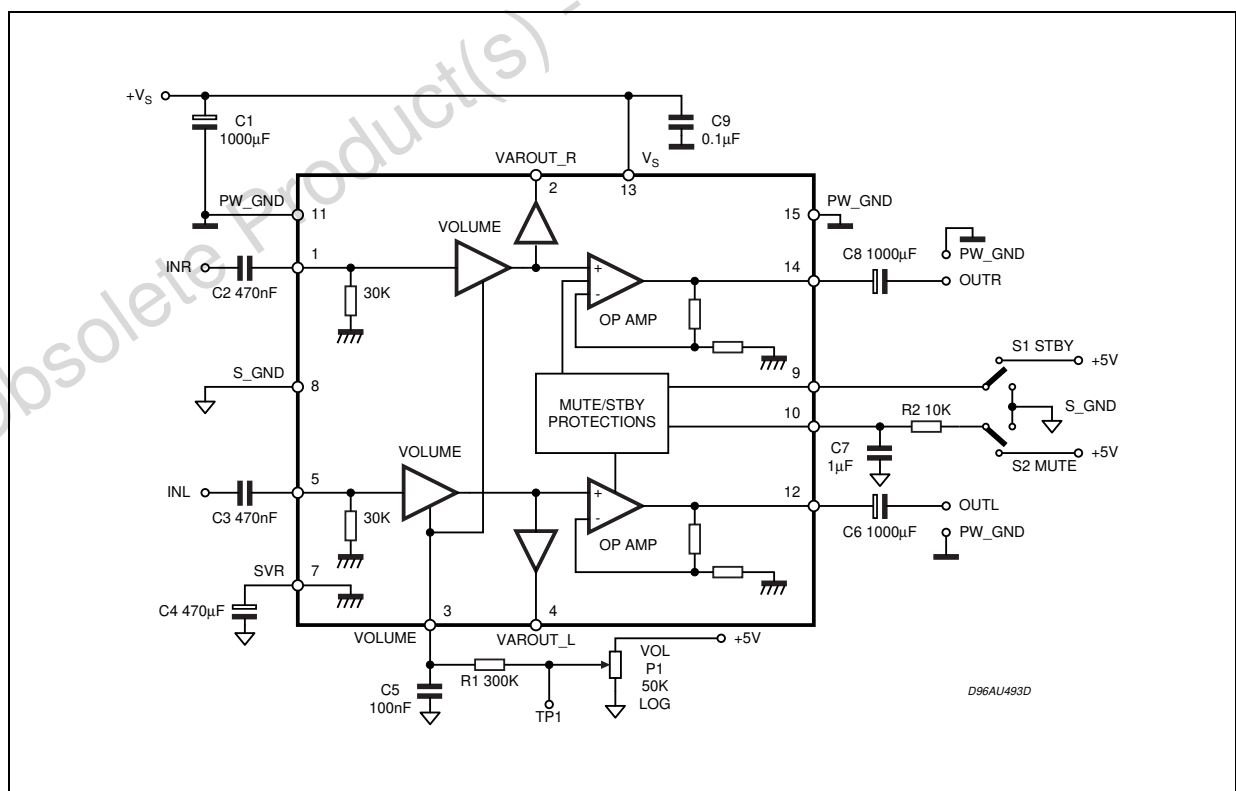 Obsolete Product(s) -
+VS
C1
1000µF
C9
0.1µF
VAROUT_R
VS
2
13
PW_GND
11
15
PW_GND
VOLUME
C8 1000µF
PW_GND
INR
1
C2 470nF
30K
+
-
OP AMP
14
OUTR
S_GND
8
MUTE/STBY
PROTECTIONS
9
10
S1 STBY
+5V
S_GND
R2 10K
C7
1µF
S2 MUTE
+5V
VOLUME
INL
5
C3 470nF
30K
+
-
OP AMP
12
OUTL
C6 1000µF
PW_GND
SVR
7
C4 470µF
3
4
VOLUME
VAROUT_L
+5V
VOL
P1
50K
LOG
R1 300K
C5
100nF
TP1
D96AU493D